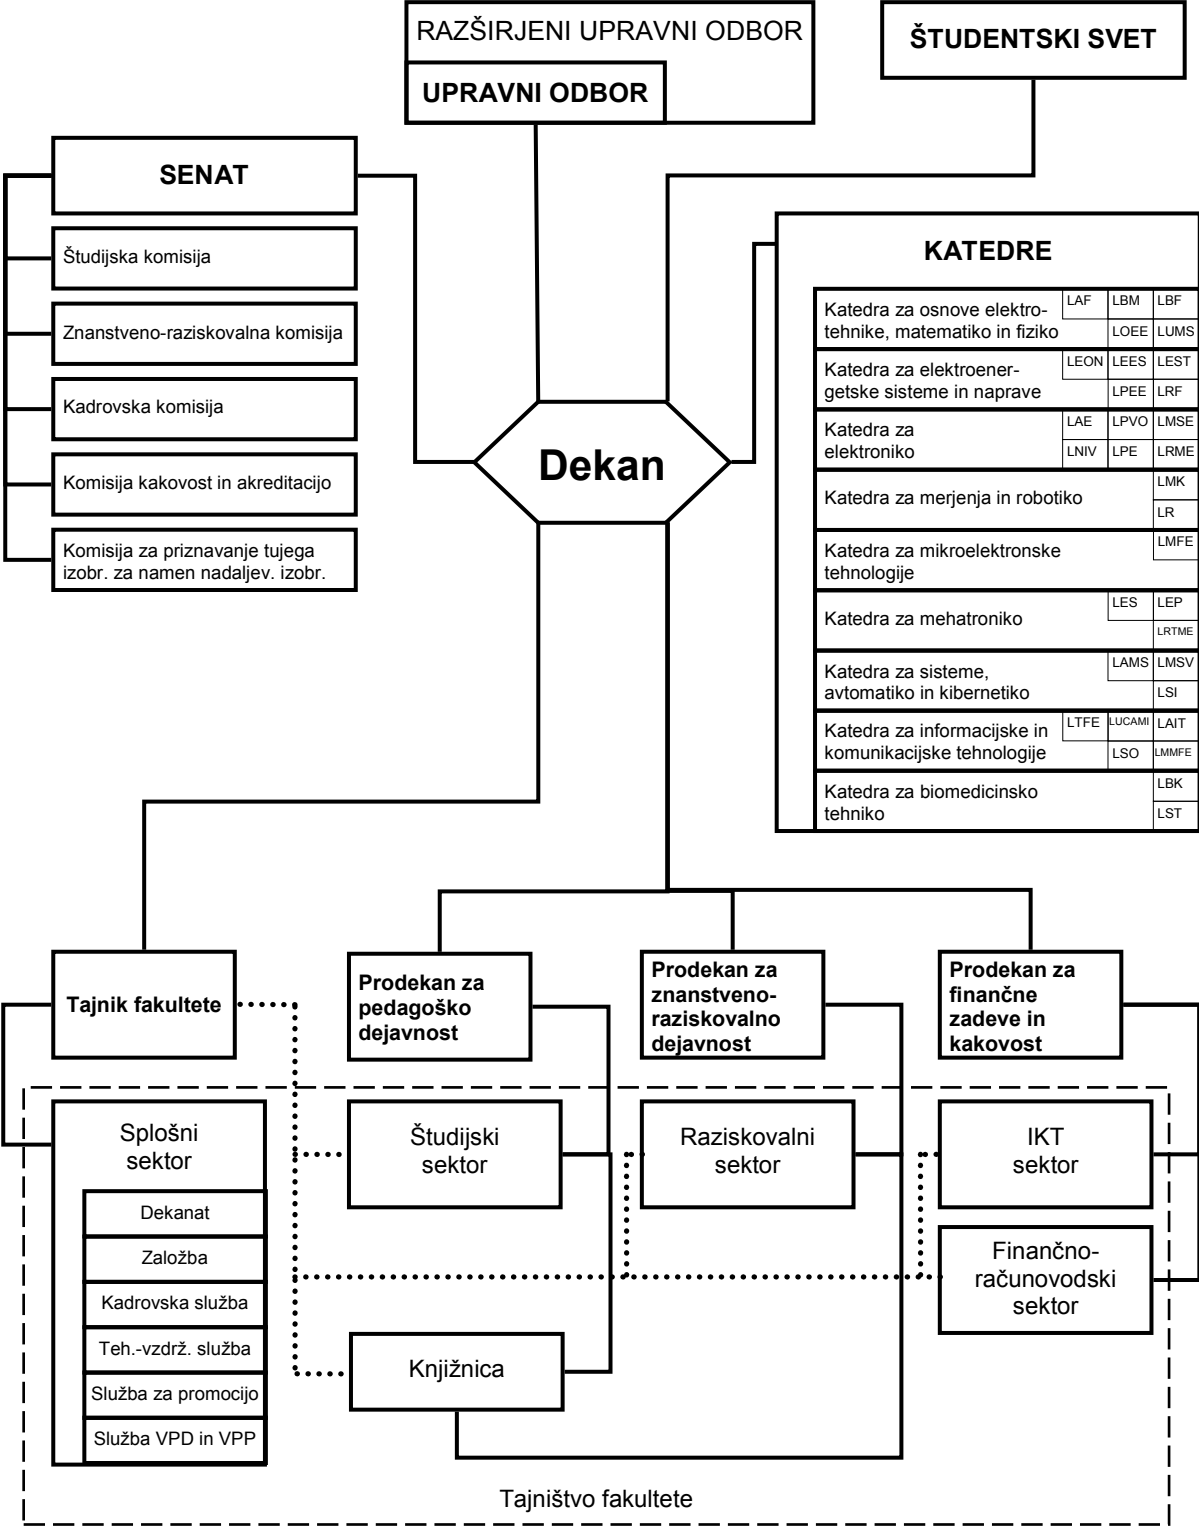 RAZŠIRJENI UPRAVNI ODBOR
UPRAVNI ODBOR
ŠTUDENTSKI SVET
SENAT
Študijska komisija
Znanstveno-raziskovalna komisija
Kadrovska komisija
Komisija kakovost in akreditacijo
Komisija za priznavanje tujega
izobr. za namen nadaljev. izobr.
Dekan
KATEDRE
Katedra za osnove elektro-
tehnike, matematiko in fiziko
LAF LBM LBF
LOEE LUMS
Katedra za elektroener-
getske sisteme in naprave
LEON LEES LEST
LPEE LRF
Katedra za
elektroniko
LAE LPVO LMSE
LNIV LPE LRME
Katedra za merjenja in robotiko
LMK
LR
Katedra za mikroelektronske
tehnologije
LMFE
Katedra za mehatroniko
LES LEP
LRTME
Katedra za sisteme,
avtomatiko in kibernetiko
LAMS LMSV
LSI
Katedra za informacijske in
komunikacijske tehnologije
LTFE LUCAMI LAIT
LSO LMMFE
Katedra za biomedicinsko
tehniko
LBK
LST
Tajnik fakultete
Prodekan za
pedagoško
dejavnost
Prodekan za
znanstveno-
raziskovalno
dejavnost
Prodekan za
finančne
zadeve in
kakovost
Splošni
sektor
Dekanat
Založba
Kadrovska služba
Teh.-vzdrž. služba
Služba za promocijo
Služba VPD in VPP
Študijski
sektor
Raziskovalni
sektor
IKT
sektor
Finančno-
računovodski
sektor
Knjižnica
Tajništvo fakultete